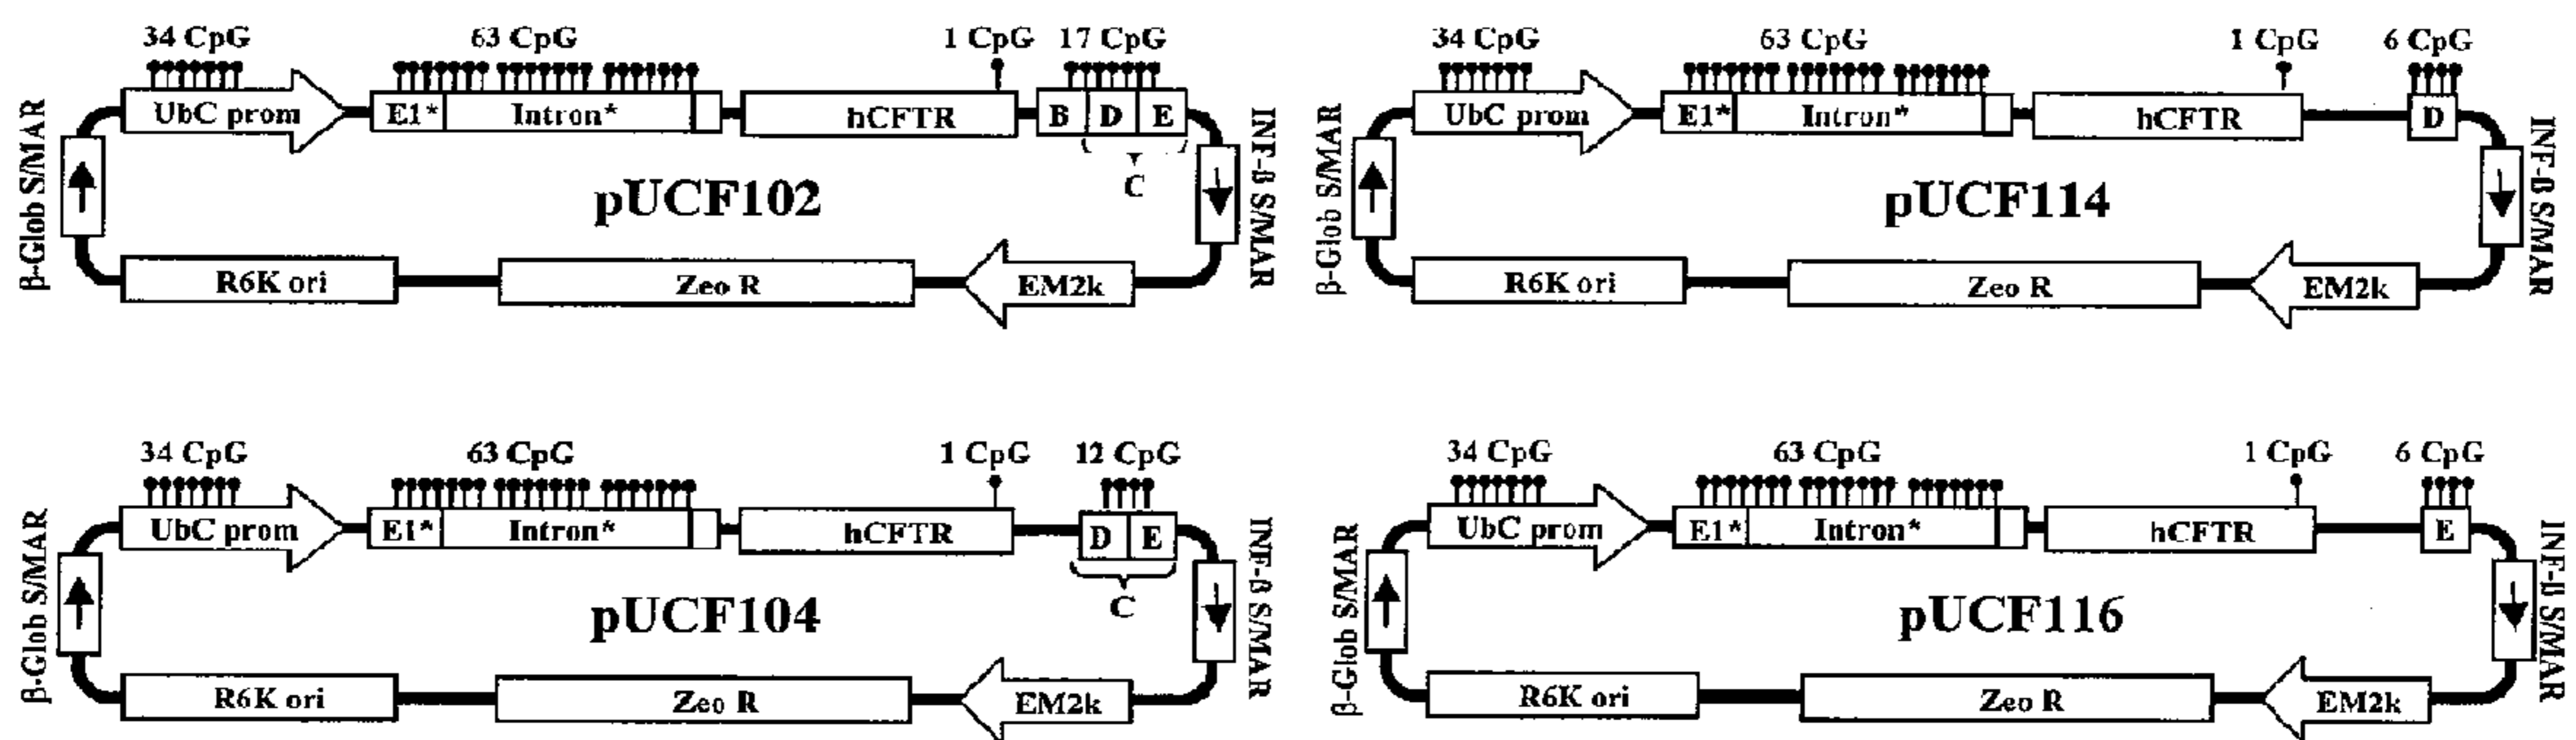 34 CpG
63 CpG
1 CpG
17 CpG
UbC prom
E1*
Intron*
hCFTR
B
D
E
C
β-Glob S/MAR
pUCF102
INF-β S/MAR
R6K ori
Zeo R
EM2k
34 CpG
63 CpG
1 CpG
6 CpG
UbC prom
E1*
Intron*
hCFTR
D
β-Glob S/MAR
pUCF114
INF-β S/MAR
R6K ori
Zeo R
EM2k
34 CpG
63 CpG
1 CpG
12 CpG
UbC prom
E1*
Intron*
hCFTR
D
E
C
β-Glob S/MAR
pUCF104
INF-β S/MAR
R6K ori
Zeo R
EM2k
34 CpG
63 CpG
1 CpG
6 CpG
UbC prom
E1*
Intron*
hCFTR
E
β-Glob S/MAR
pUCF116
INF-β S/MAR
R6K ori
Zeo R
EM2k